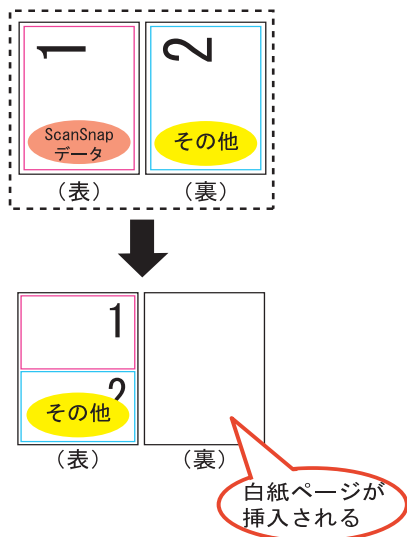 1
2
ScanSnap
データ
その他
(表)
(裏)
1
2
その他
(表)
(裏)
白紙ページが
挿入される